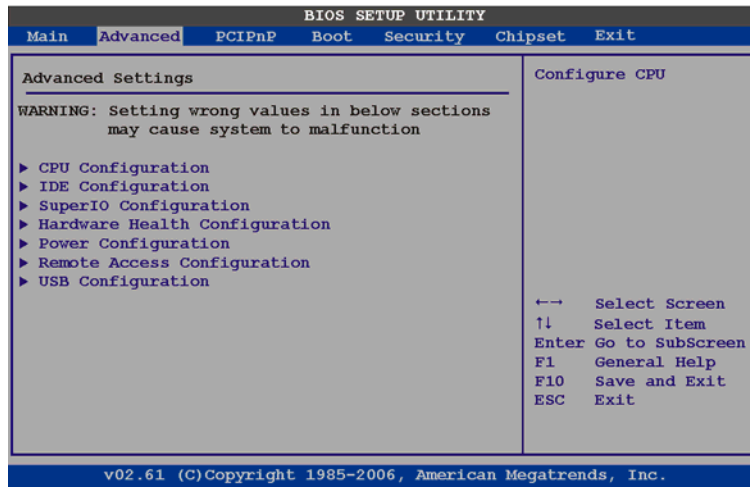 BIOS SETUP UTILITY
Main Advanced PCIPnP Boot Security Chipset Exit
Advanced Settings
WARNING: Setting wrong values in below sections
may cause system to malfunction
▶ CPU Configuration
▶ IDE Configuration
▶ SuperIO Configuration
▶ Hardware Health Configuration
▶ Power Configuration
▶ Remote Access Configuration
▶ USB Configuration
Configure CPU
←→ Select Screen
↑↓ Select Item
Enter Go to SubScreen
F1 General Help
F10 Save and Exit
ESC Exit
v02.61 (C)Copyright 1985-2006, American Megatrends, Inc.